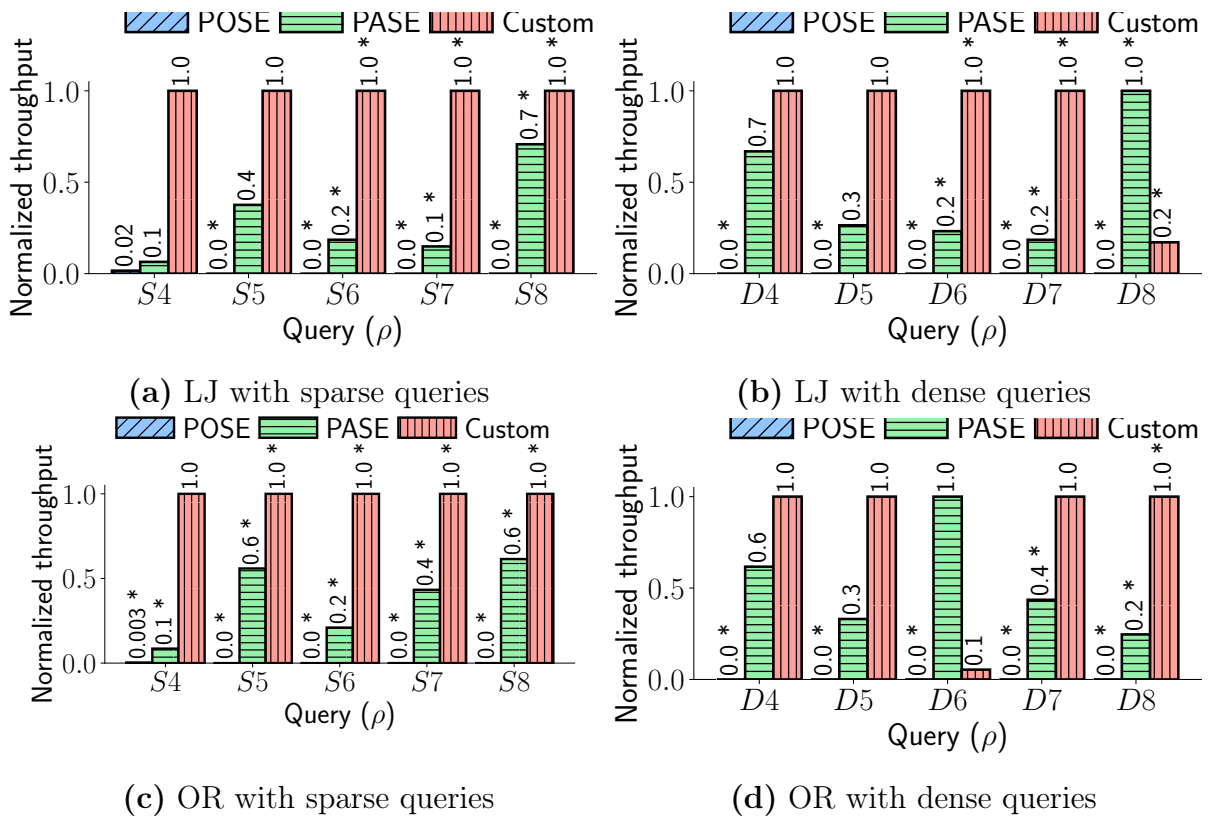 POSE PASE Custom
Normalized throughput
1.0
0.5
0.0
0.02 0.1 1.0
0.0 * 0.4 1.0
0.0 * 0.2 * 1.0 *
0.0 * 0.1 * 1.0 *
0.0 * 0.7 * 1.0 *
S4 S5 S6 S7 S8
Query (ρ)
(a) LJ with sparse queries
POSE PASE Custom
Normalized throughput
1.0
0.5
0.0
0.0 * 0.7 1.0
0.0 * 0.3 1.0
0.0 * 0.2 * 1.0 *
0.0 * 0.2 * 1.0 *
0.0 * 1.0 * 0.2 *
D4 D5 D6 D7 D8
Query (ρ)
(b) LJ with dense queries
POSE PASE Custom
Normalized throughput
1.0
0.5
0.0
0.003 * 0.1 * 1.0
0.0 * 0.6 * 1.0 *
0.0 * 0.2 * 1.0 *
0.0 * 0.4 * 1.0 *
0.0 * 0.6 * 1.0 *
S4 S5 S6 S7 S8
Query (ρ)
(c) OR with sparse queries
POSE PASE Custom
Normalized throughput
1.0
0.5
0.0
0.0 * 0.6 1.0
0.0 * 0.3 1.0
0.0 * 1.0 0.1
0.0 * 0.4 * 1.0
0.0 * 0.2 * 1.0 *
D4 D5 D6 D7 D8
Query (ρ)
(d) OR with dense queries